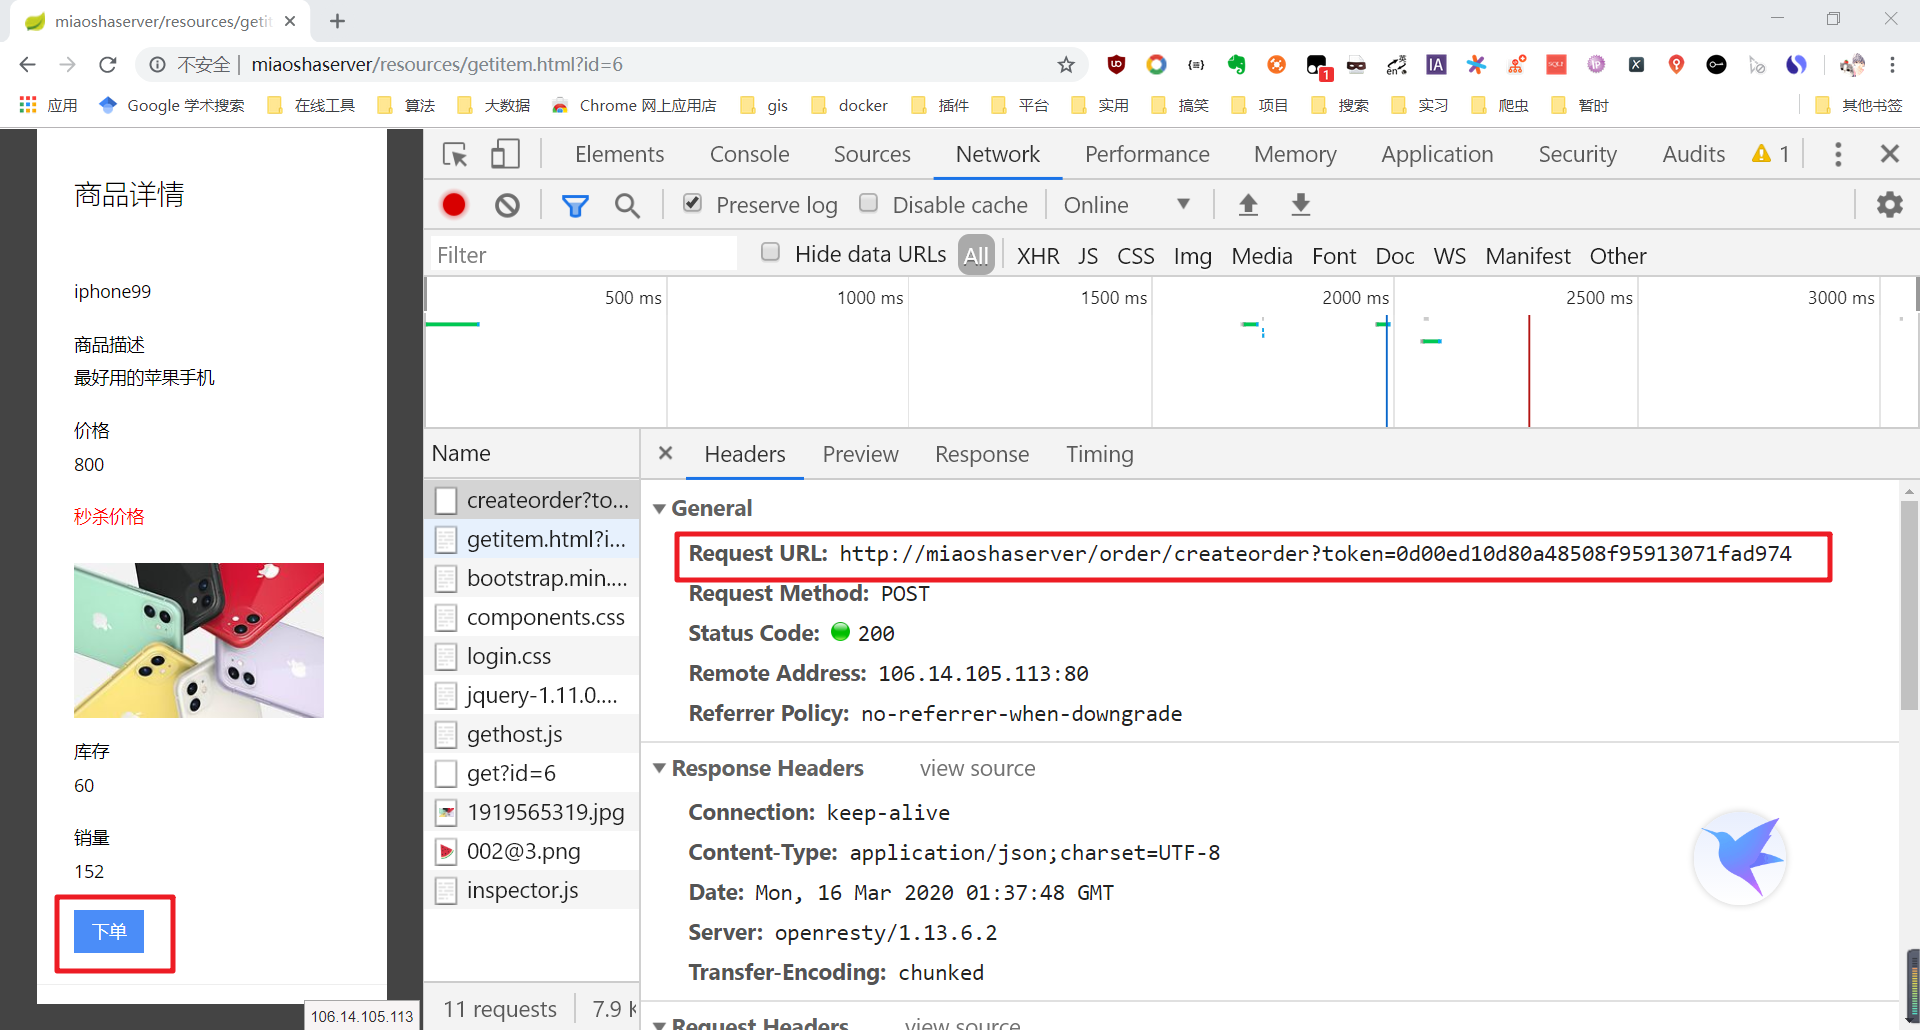 miaoshaserver/resources/getit
不安全 | miaoshaserver/resources/getitem.html?id=6
应用 Google 学术搜索 在线工具 算法 大数据 Chrome 网上应用店 gis docker 插件 平台 实用 搞笑 项目 搜索 实习 爬虫 暂时 其他书签
商品详情
iphone99
商品描述
最好用的苹果手机
价格
800
秒杀价格
库存
60
销量
152
下单
106.14.105.113
Elements Console Sources Network Performance Memory Application Security Audits 1
Preserve log Disable cache Online
Filter Hide data URLs All XHR JS CSS Img Media Font Doc WS Manifest Other
500 ms 1000 ms 1500 ms 2000 ms 2500 ms 3000 ms
Name
createorder?to...
getitem.html?i...
bootstrap.min....
components.css
login.css
jquery-1.11.0....
gethost.js
get?id=6
1919565319.jpg
002@3.png
inspector.js
11 requests 7.9 K
Headers Preview Response Timing
General
Request URL: http://miaoshaserver/order/createorder?token=0d00ed10d80a48508f95913071fad974
Request Method: POST
Status Code: 200
Remote Address: 106.14.105.113:80
Referrer Policy: no-referrer-when-downgrade
Response Headers view source
Connection: keep-alive
Content-Type: application/json;charset=UTF-8
Date: Mon, 16 Mar 2020 01:37:48 GMT
Server: openresty/1.13.6.2
Transfer-Encoding: chunked
Request Headers view source